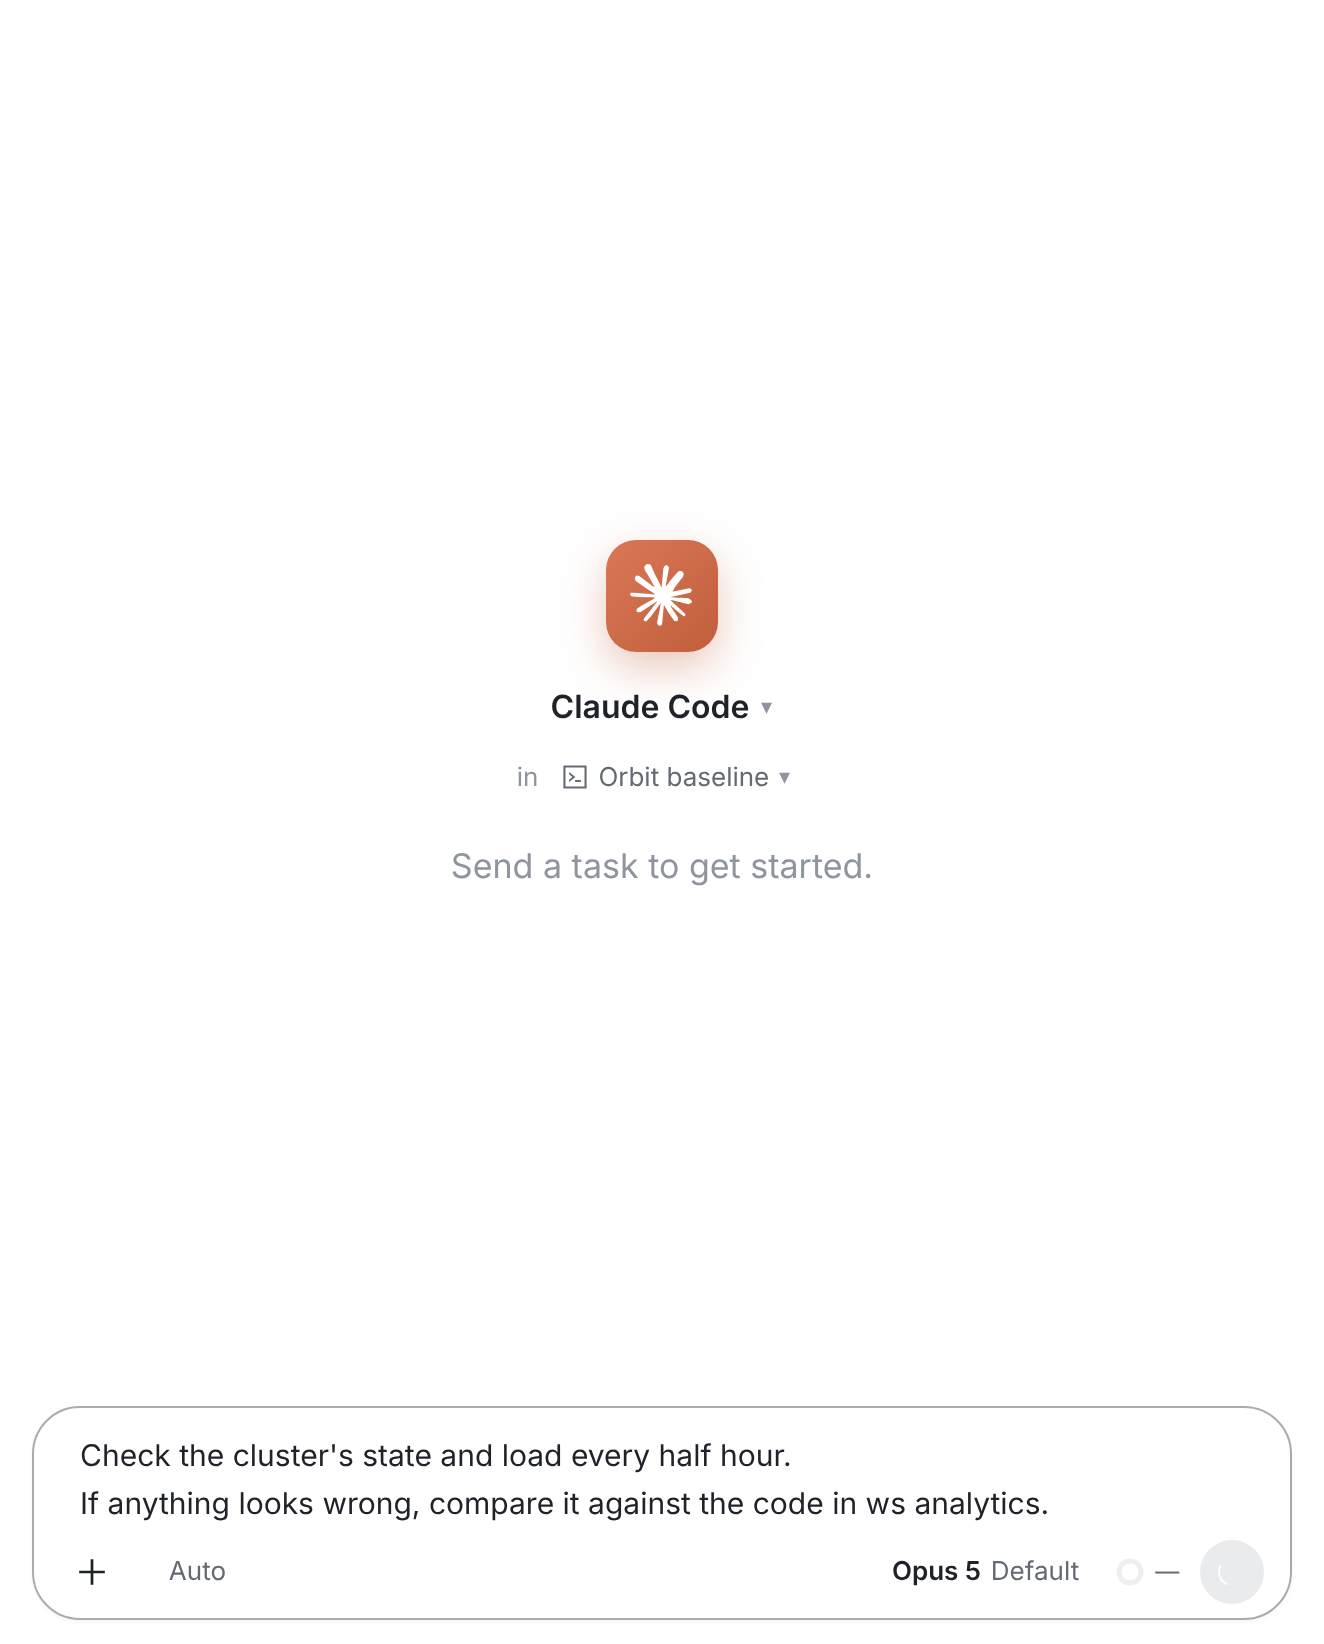 Claude Code
in Orbit baseline
Send a task to get started.
Check the cluster's state and load every half hour.
If anything looks wrong, compare it against the code in ws analytics.
Auto Opus 5 Default